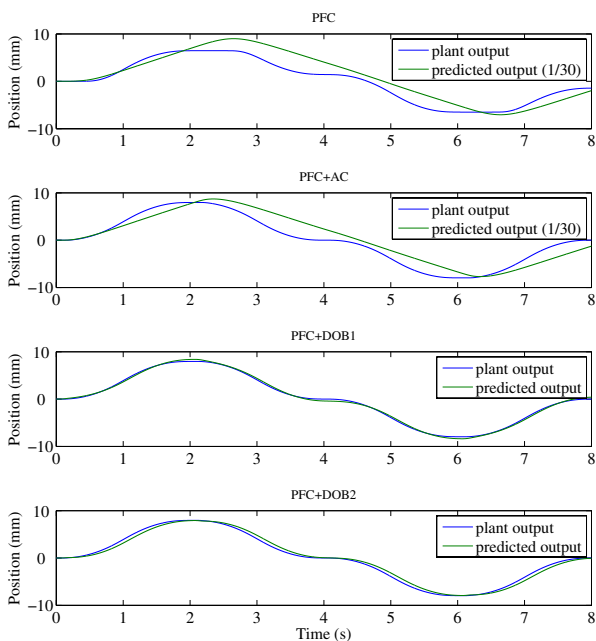 PFC
10
0
−10
Position (mm)
plant output
predicted output (1/30)
0 1 2 3 4 5 6 7 8
PFC+AC
10
0
−10
Position (mm)
plant output
predicted output (1/30)
0 1 2 3 4 5 6 7 8
PFC+DOB1
10
0
−10
Position (mm)
plant output
predicted output
0 1 2 3 4 5 6 7 8
PFC+DOB2
10
0
−10
Position (mm)
plant output
predicted output
0 1 2 3 4 5 6 7 8
Time (s)